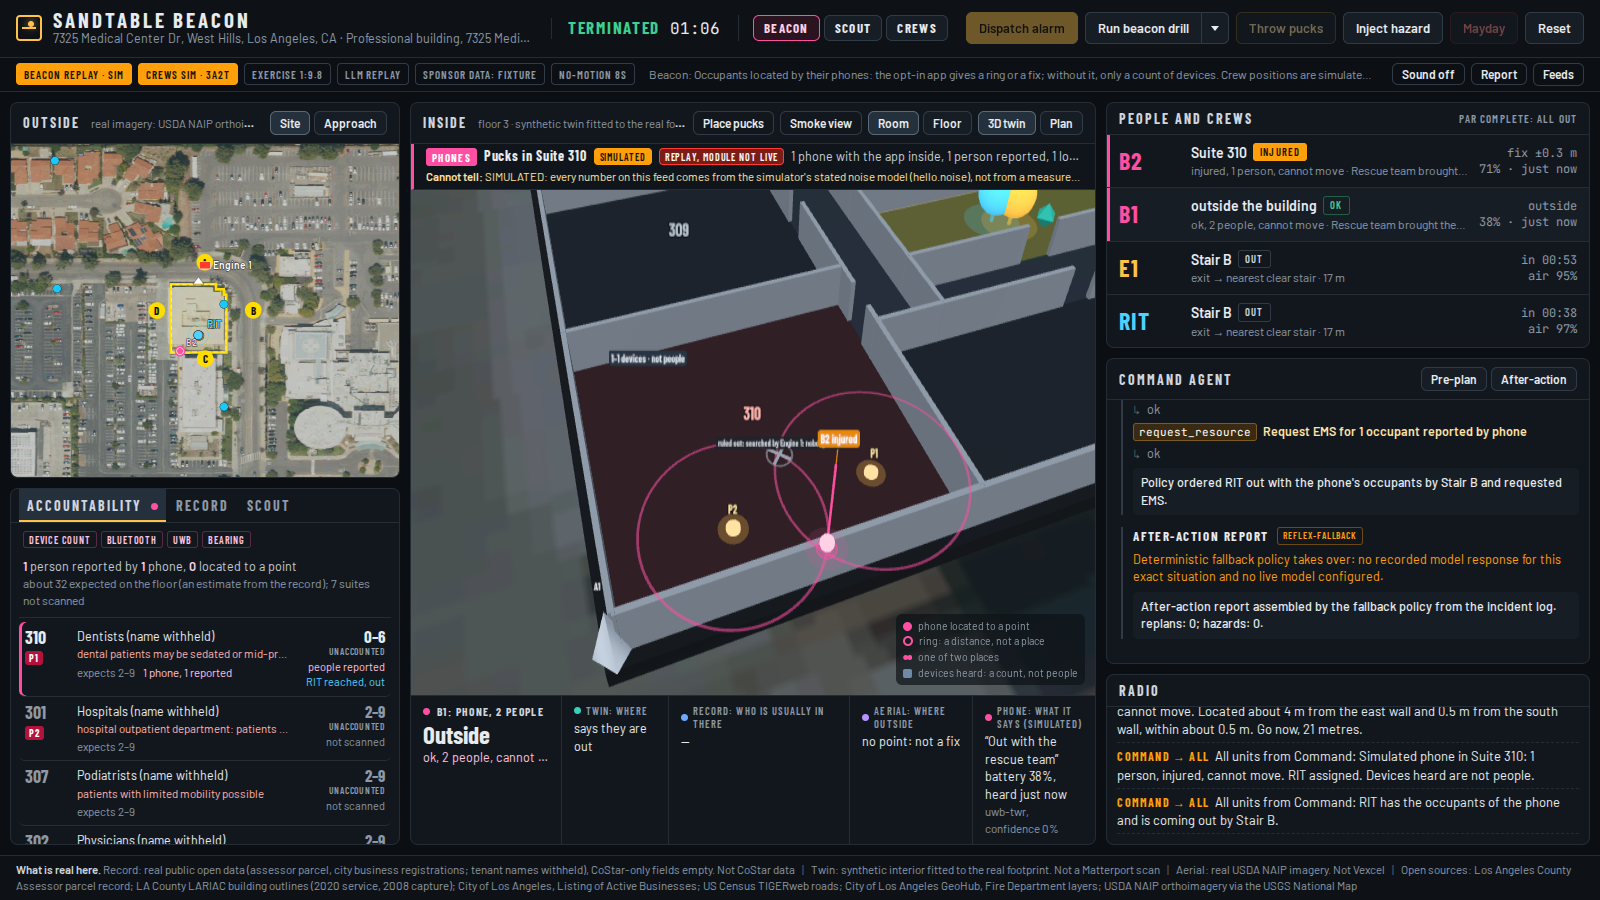 SANDTABLE BEACON
7325 Medical Center Dr, West Hills, Los Angeles, CA · Professional building, 7325 Medi...
TERMINATED 01:06
BEACON SCOUT CREWS
Dispatch alarm Run beacon drill Throw pucks Inject hazard Mayday Reset
BEACON REPLAY · SIM CREWS SIM · 3A2T EXERCISE 1:9.8 LLM REPLAY SPONSOR DATA: FIXTURE NO-MOTION 8S
Beacon: Occupants located by their phones: the opt-in app gives a ring or a fix; without it, only a count of devices. Crew positions are simulate...
Sound off Report Feeds
OUTSIDE real imagery: USDA NAIP orthoi... Site Approach
Engine 1
D
B
RIT
B2
C
ACCOUNTABILITY RECORD SCOUT
DEVICE COUNT BLUETOOTH UWB BEARING
1 person reported by 1 phone, 0 located to a point
about 32 expected on the floor (an estimate from the record); 7 suites
not scanned
310 Dentists (name withheld) 0-6
P1 dental patients may be sedated or mid-pr... UNACCOUNTED
expects 2-9 1 phone, 1 reported people reported
RIT reached, out
301 Hospitals (name withheld) 2-9
P2 hospital outpatient department: patients ... UNACCOUNTED
expects 2-9 not scanned
307 Podiatrists (name withheld) 2-9
patients with limited mobility possible UNACCOUNTED
expects 2-9 not scanned
302 Physicians (name withheld) 2-9
INSIDE floor 3 · synthetic twin fitted to the real fo... Place pucks Smoke view Room Floor 3D twin Plan
PHONES Pucks in Suite 310 SIMULATED REPLAY, MODULE NOT LIVE 1 phone with the app inside, 1 person reported, 1 lo...
Cannot tell: SIMULATED: every number on this feed comes from the simulator's stated noise model (hello.noise), not from a measure...
309
1-1 devices · not people
310
ruled out: searched by Engine 1: nobo
B2 injured
P1
P2
A1
phone located to a point
ring: a distance, not a place
one of two places
devices heard: a count, not people
B1: PHONE, 2 PEOPLE
Outside
ok, 2 people, cannot ...
TWIN: WHERE
says they are
out
RECORD: WHO IS USUALLY IN
THERE
—
AERIAL: WHERE
OUTSIDE
no point: not a fix
PHONE: WHAT IT
SAYS (SIMULATED)
"Out with the
rescue team"
battery 38%,
heard just now
uwb-twr,
confidence 0%
PEOPLE AND CREWS PAR COMPLETE: ALL OUT
B2 Suite 310 INJURED fix ±0.3 m
injured, 1 person, cannot move · Rescue team brought... 71% · just now
B1 outside the building OK outside
ok, 2 people, cannot move · Rescue team brought the... 38% · just now
E1 Stair B OUT in 00:53
exit → nearest clear stair · 17 m air 95%
RIT Stair B OUT in 00:38
exit → nearest clear stair · 17 m air 97%
COMMAND AGENT Pre-plan After-action
↳ ok
request_resource Request EMS for 1 occupant reported by phone
↳ ok
Policy ordered RIT out with the phone's occupants by Stair B and requested
EMS.
AFTER-ACTION REPORT REFLEX-FALLBACK
Deterministic fallback policy takes over: no recorded model response for this
exact situation and no live model configured.
After-action report assembled by the fallback policy from the incident log.
replans: 0; hazards: 0.
RADIO
cannot move. Located about 4 m from the east wall and 0.5 m from the south
wall, within about 0.5 m. Go now, 21 metres.
COMMAND → ALL All units from Command: Simulated phone in Suite 310: 1
person, injured, cannot move. RIT assigned. Devices heard are not people.
COMMAND → ALL All units from Command: RIT has the occupants of the phone
and is coming out by Stair B.
What is real here. Record: real public open data (assessor parcel, city business registrations; tenant names withheld), CoStar-only fields empty. Not CoStar data | Twin: synthetic interior fitted to the real footprint. Not a Matterport scan | Aerial: real USDA NAIP imagery. Not Vexcel | Open sources: Los Angeles County
Assessor parcel record; LA County LARIAC building outlines (2020 service, 2008 capture); City of Los Angeles, Listing of Active Businesses; US Census TIGERweb roads; City of Los Angeles GeoHub, Fire Department layers; USDA NAIP orthoimagery via the USGS National Map